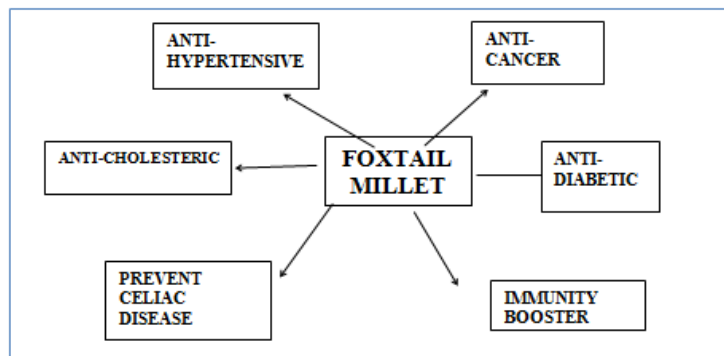 ANTI-
HYPERTENSIVE
ANTI-
CANCER
ANTI-CHOLESTERIC
FOXTAIL
MILLET
ANTI-
DIABETIC
PREVENT
CELIAC
DISEASE
IMMUNITY
BOOSTER